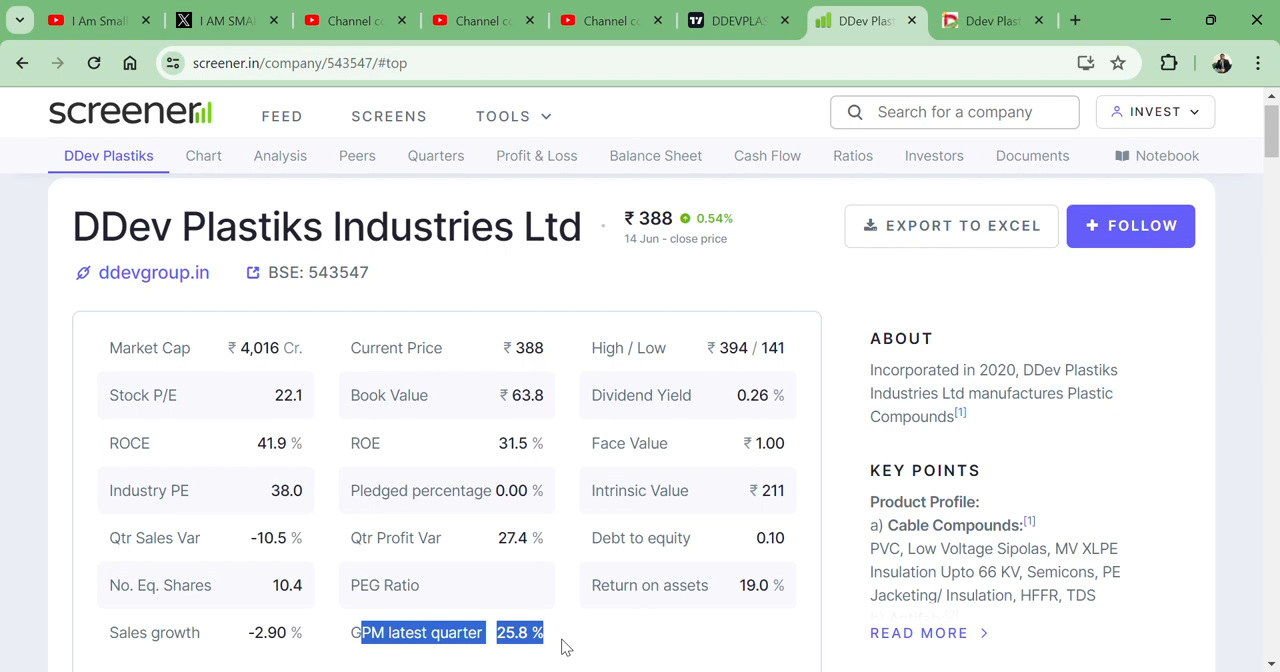 I Am Small
I AM SMA
Channel c
Channel c
Channel c
DDEVPLAS
DDev Plas
Ddev Plast
screener.in/company/543547/#top
screener
FEED
SCREENS
TOOLS
Search for a company
INVEST
DDev Plastiks
Chart
Analysis
Peers
Quarters
Profit & Loss
Balance Sheet
Cash Flow
Ratios
Investors
Documents
Notebook
DDev Plastiks Industries Ltd
₹ 388 0.54%
14 Jun - close price
EXPORT TO EXCEL
+ FOLLOW
ddevgroup.in
BSE: 543547
Market Cap ₹ 4,016 Cr.
Current Price ₹ 388
High / Low ₹ 394 / 141
Stock P/E 22.1
Book Value ₹ 63.8
Dividend Yield 0.26 %
ROCE 41.9 %
ROE 31.5 %
Face Value ₹ 1.00
Industry PE 38.0
Pledged percentage 0.00 %
Intrinsic Value ₹ 211
Qtr Sales Var -10.5 %
Qtr Profit Var 27.4 %
Debt to equity 0.10
No. Eq. Shares 10.4
PEG Ratio
Return on assets 19.0 %
Sales growth -2.90 %
GPM latest quarter 25.8 %
ABOUT
Incorporated in 2020, DDev Plastiks
Industries Ltd manufactures Plastic
Compounds[1]
KEY POINTS
Product Profile:
a) Cable Compounds:[1]
PVC, Low Voltage Sipolas, MV XLPE
Insulation Upto 66 KV, Semicons, PE
Jacketing/ Insulation, HFFR, TDS
READ MORE